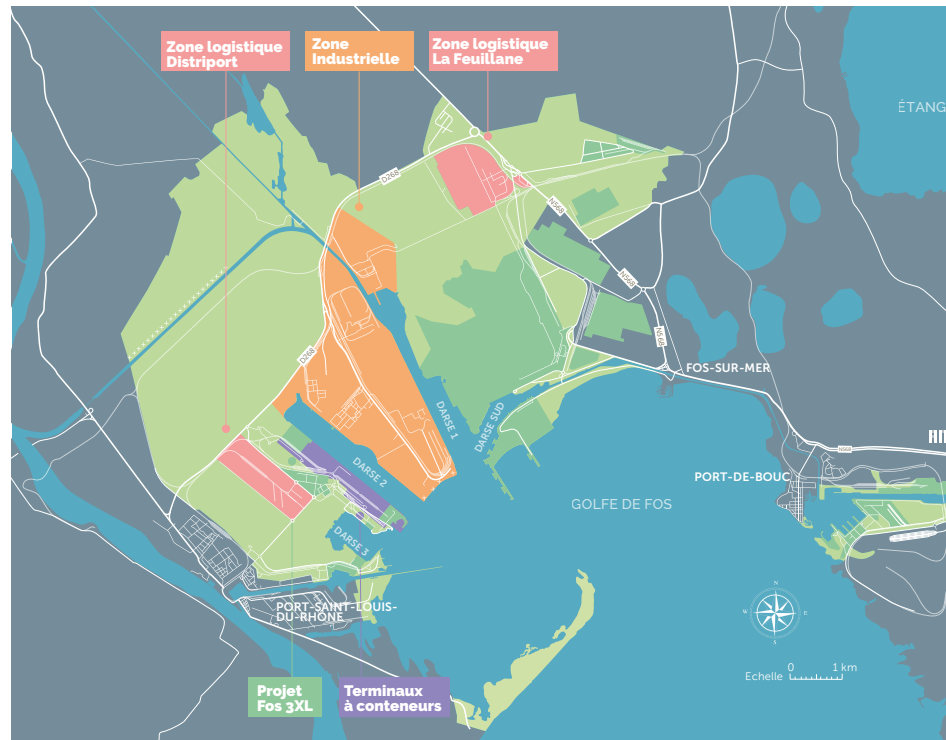 Zone logistique
Distriport
Zone
Industrielle
Zone logistique
La Feuillane
ÉTANG
D268
N568
N568
N568
D268
FOS-SUR-MER
DARSE 1
DARSE SUD
N568
DARSE 2
PORT-DE-BOUC
GOLFE DE FOS
DARSE 3
PORT-SAINT-LOUIS-
DU-RHÔNE
N
W
E
S
0
1 km
Echelle
Projet
Fos 3XL
Terminaux
à conteneurs